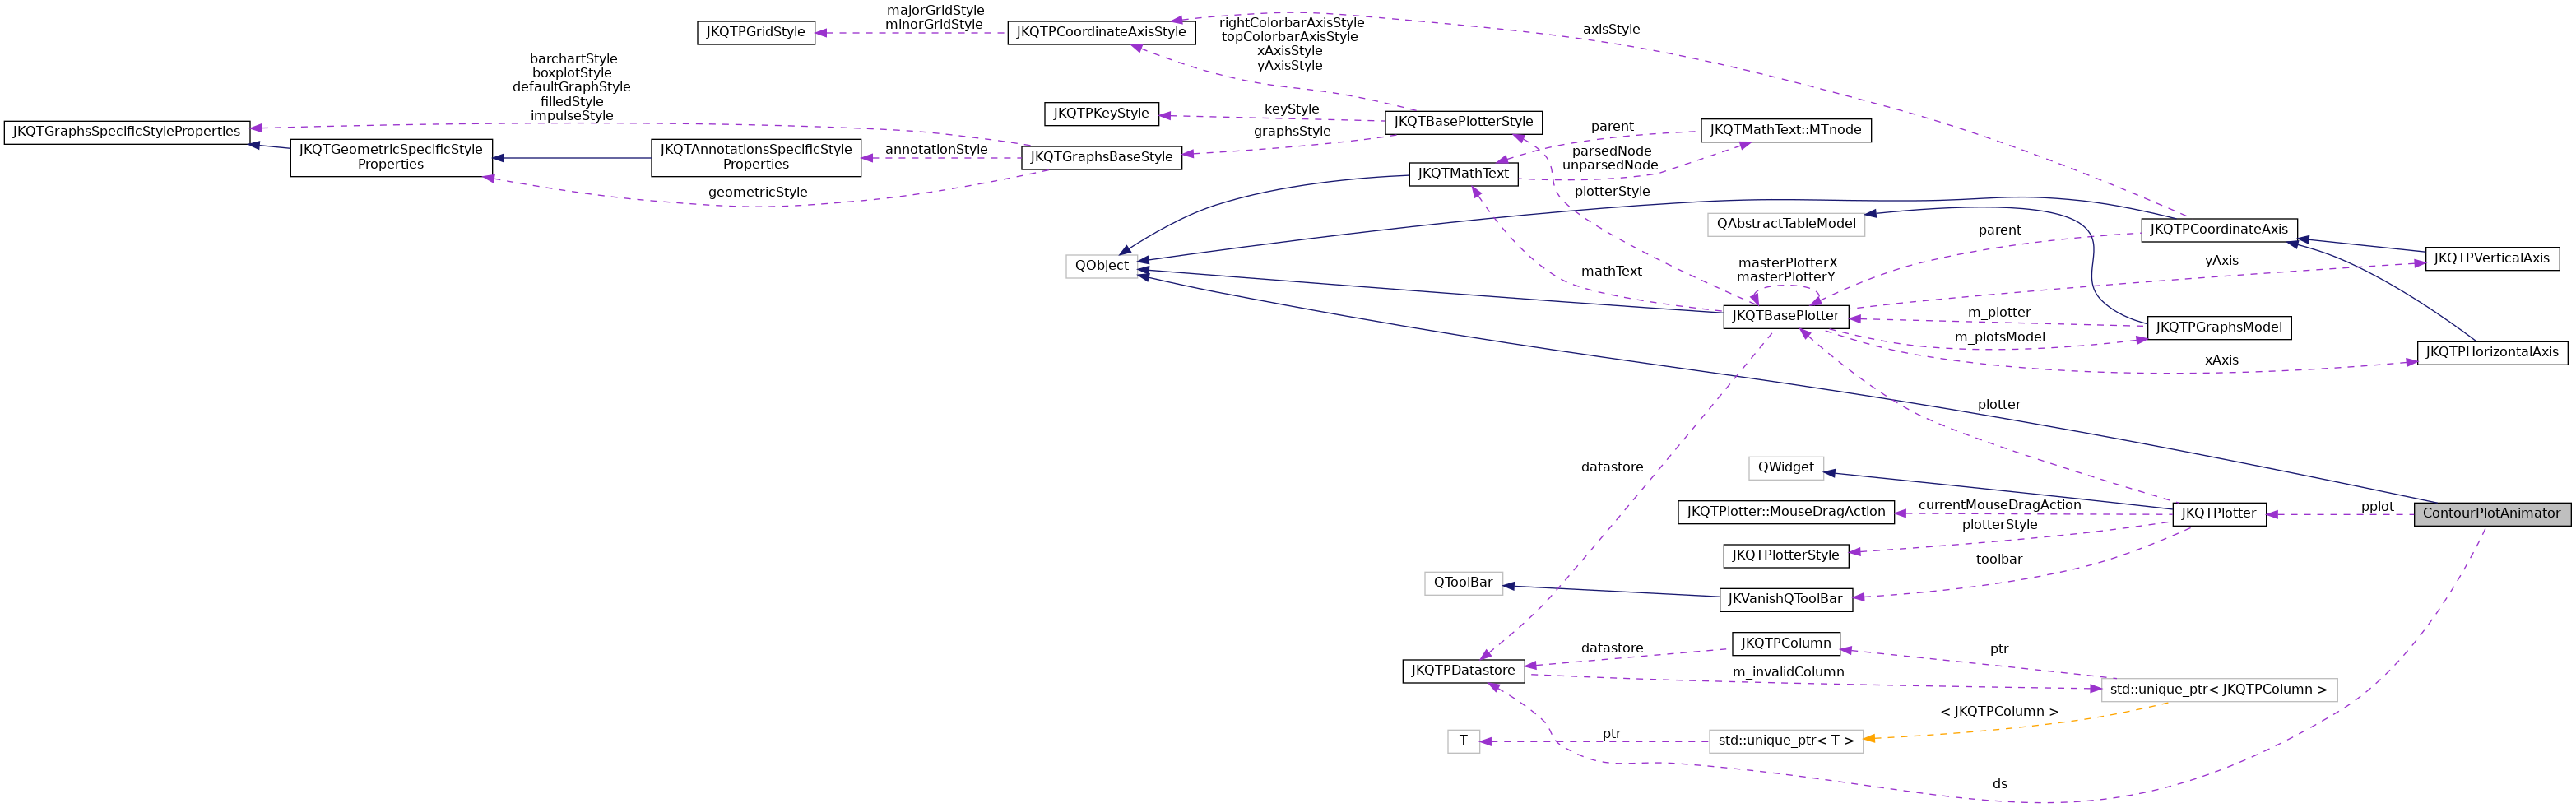 majorGridStyle
minorGridStyle
JKQTPGridStyle
JKQTPCoordinateAxisStyle
rightColorbarAxisStyle
topColorbarAxisStyle
xAxisStyle
yAxisStyle
axisStyle
barchartStyle
boxplotStyle
defaultGraphStyle
filledStyle
impulseStyle
JKQTGraphsSpecificStyleProperties
JKQTGeometricSpecificStyle
Properties
JKQTAnnotationsSpecificStyle
Properties
annotationStyle
geometricStyle
JKQTPKeyStyle
JKQTGraphsBaseStyle
keyStyle
graphsStyle
JKQTBasePlotterStyle
parent
JKQTMathText::MTnode
parsedNode
unparsedNode
JKQTMathText
plotterStyle
QAbstractTableModel
JKQTPCoordinateAxis
parent
QObject
mathText
masterPlotterX
masterPlotterY
JKQTBasePlotter
yAxis
JKQTPVerticalAxis
m_plotter
m_plotsModel
JKQTPGraphsModel
xAxis
JKQTPHorizontalAxis
plotter
datastore
QWidget
JKQTPlotter::MouseDragAction
currentMouseDragAction
JKQTPlotter
pplot
ContourPlotAnimator
plotterStyle
JKQTPlotterStyle
toolbar
QToolBar
JKVanishQToolBar
JKQTPColumn
datastore
ptr
JKQTPDatastore
m_invalidColumn
std::unique_ptr< JKQTPColumn >
< JKQTPColumn >
T
ptr
std::unique_ptr< T >
ds